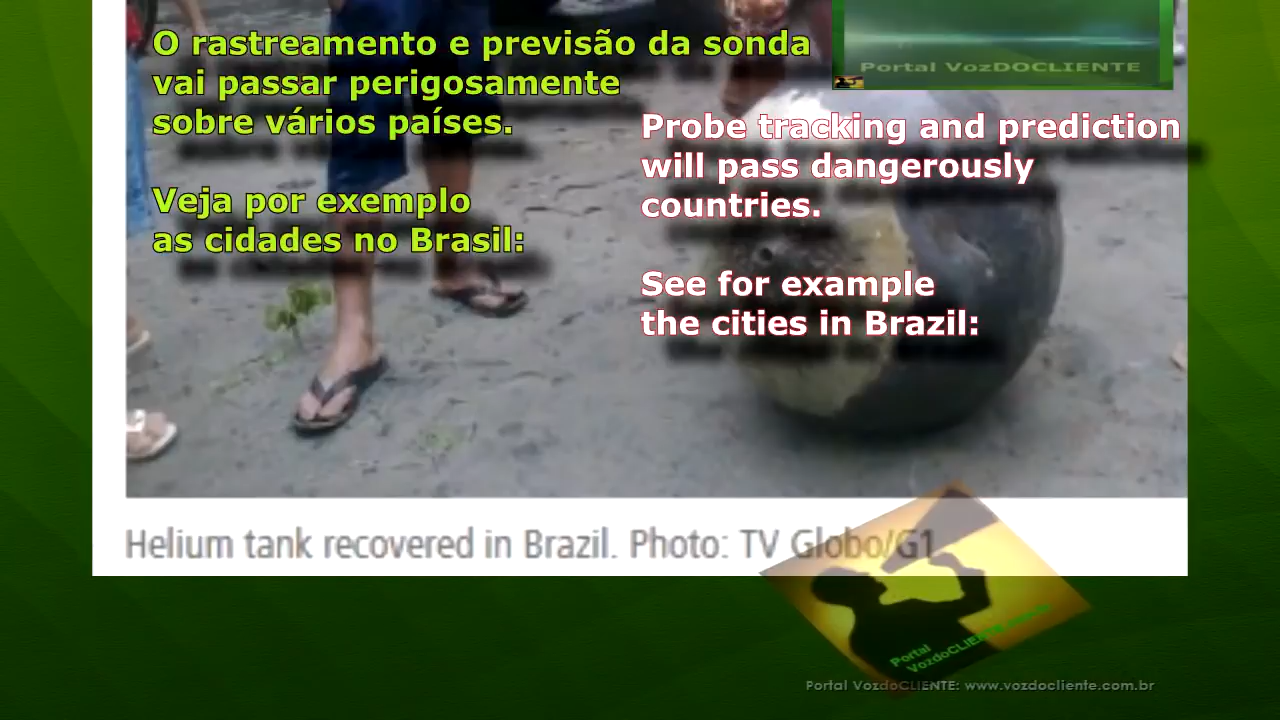 O rastreamento e previsão da sonda
vai passar perigosamente
sobre vários países.
Veja por exemplo
as cidades no Brasil:
Portal VozDOCLIENTE
Probe tracking and prediction
will pass dangerously
countries.
See for example
the cities in Brazil:
Helium tank recovered in Brazil. Photo: TV Globo/G1
Portal
VozdoCLIENTE
Portal VozdoCLIENTE: www.vozdocliente.com.br